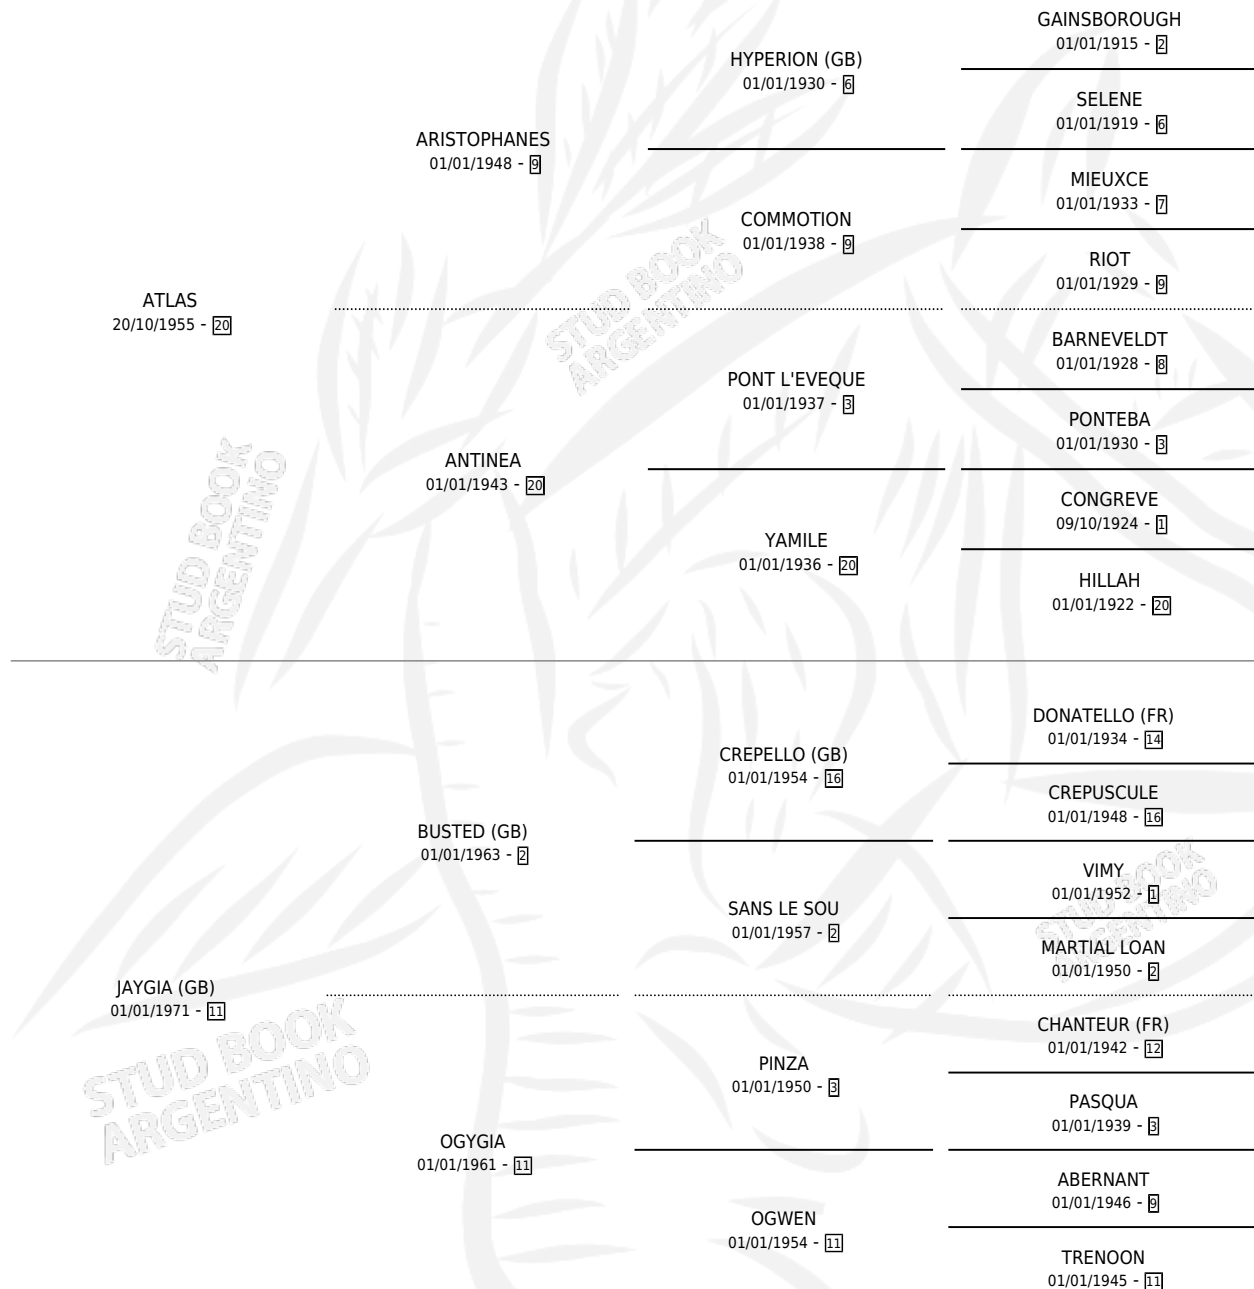 GAINSBOROUGH
01/01/1915 - 2
HYPERION (GB)
01/01/1930 - 6
SELENE
01/01/1919 - 6
ARISTOPHANES
01/01/1948 - 9
MIEUXCE
01/01/1933 - 7
COMMOTION
01/01/1938 - 9
RIOT
01/01/1929 - 9
ATLAS
20/10/1955 - 20
BARNEVELDT
01/01/1928 - 8
PONT L'EVEQUE
01/01/1937 - 3
PONTEBA
01/01/1930 - 3
ANTINEA
01/01/1943 - 20
CONGREVE
09/10/1924 - 1
YAMILE
01/01/1936 - 20
HILLAH
01/01/1922 - 20
STUD BOOK
ARGENTINO
STUD BOOK
ARGENTINO
DONATELLO (FR)
01/01/1934 - 14
CREPELLO (GB)
01/01/1954 - 16
CREPUSCULE
01/01/1948 - 16
BUSTED (GB)
01/01/1963 - 2
VIMY
01/01/1952 - 1
SANS LE SOU
01/01/1957 - 2
MARTIAL LOAN
01/01/1950 - 2
JAYGIA (GB)
01/01/1971 - 11
CHANTEUR (FR)
01/01/1942 - 12
PINZA
01/01/1950 - 3
PASQUA
01/01/1939 - 3
OGYGIA
01/01/1961 - 11
ABERNANT
01/01/1946 - 9
OGWEN
01/01/1954 - 11
TRENOON
01/01/1945 - 11
STUD BOOK
ARGENTINO
STUD BOOK
ARGENTINO